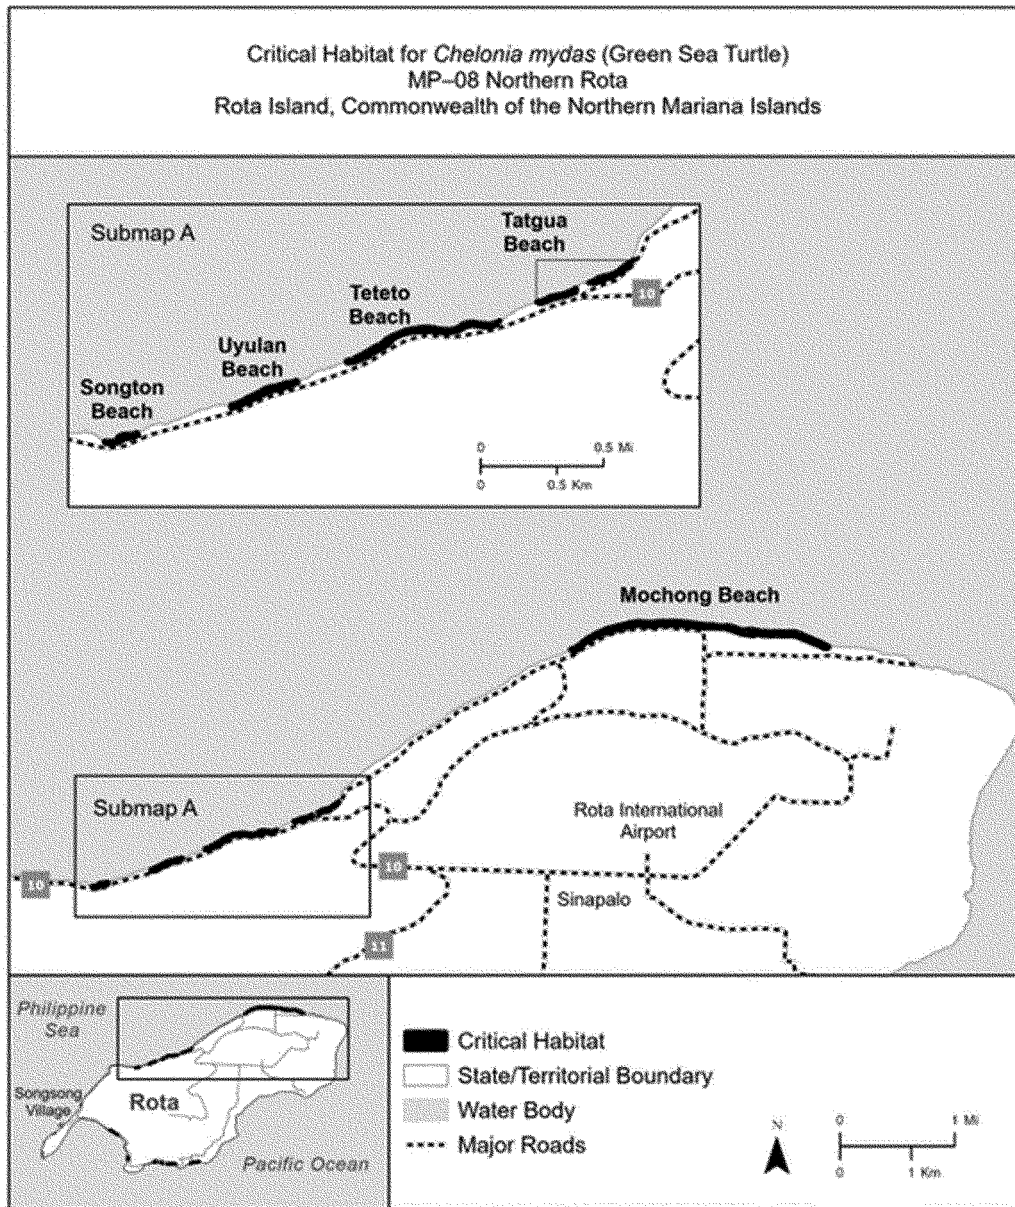 Critical Habitat for Chelonia mydas (Green Sea Turtle)
MP–08 Northern Rota
Rota Island, Commonwealth of the Northern Mariana Islands
Submap A
Tatgua
Beach
Teteto
Beach
Uyulan
Beach
Songton
Beach
10
0 0.5 Mi
0 0.5 Km
Mochong Beach
Submap A
Rota International
Airport
10
10
Sinapalo
11
Philippine
Sea
Songsong
Village
Rota
Pacific Ocean
Critical Habitat
State/Territorial Boundary
Water Body
Major Roads
N
0 1 Mi
0 1 Km